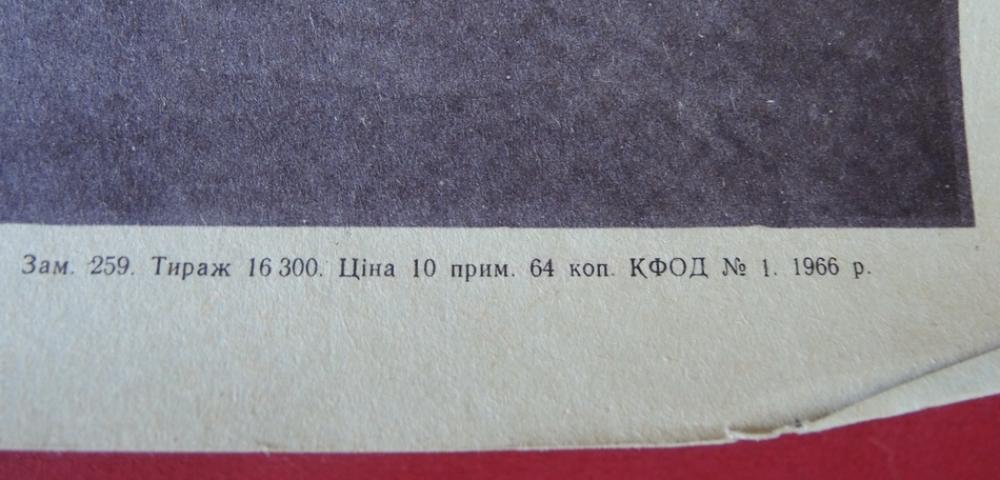 Зам. 259. Тираж 16 300. Ціна 10 прим. 64 коп. КФОД № 1. 1966 р.